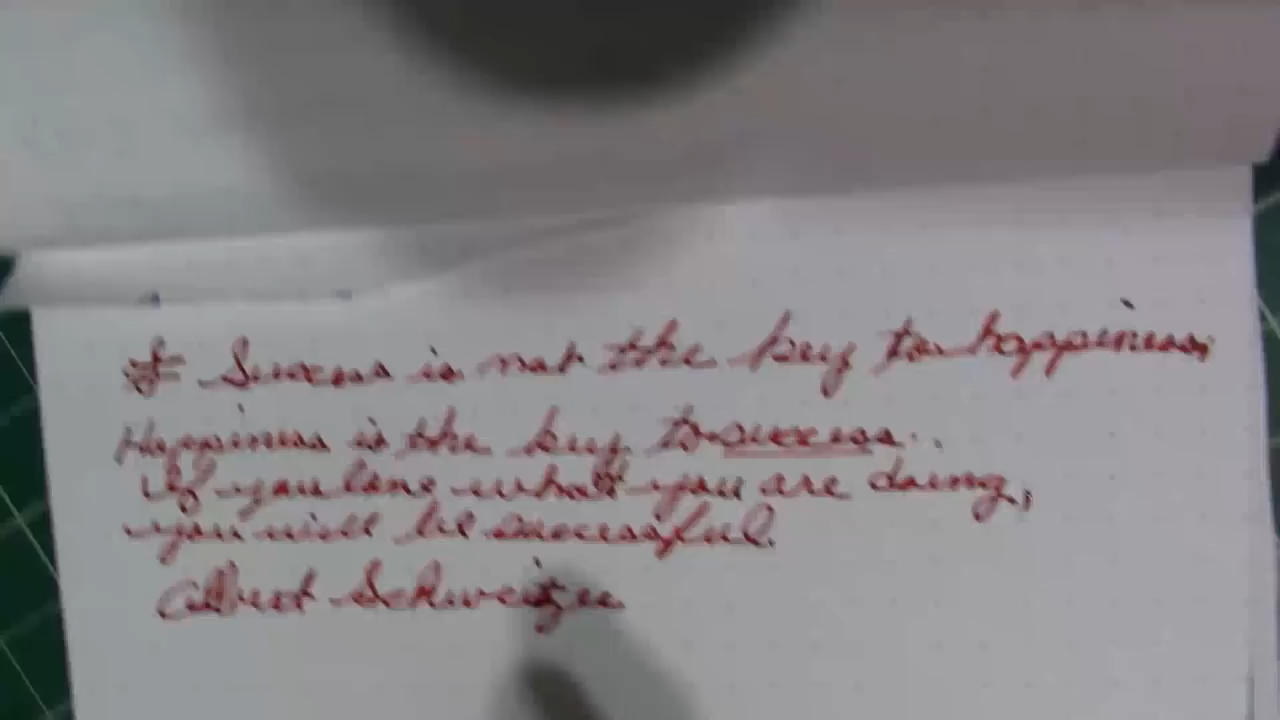 Success is not the key to happiness,
Happiness is the key to success.
If you love what you are doing,
you will be successful.
Albert Schweitzer